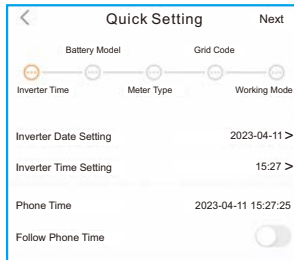 < Quick Setting Next
Battery Model Grid Code
Inverter Time Meter Type Working Mode
Inverter Date Setting 2023-04-11 >
Inverter Time Setting 15:27 >
Phone Time 2023-04-11 15:27:25
Follow Phone Time